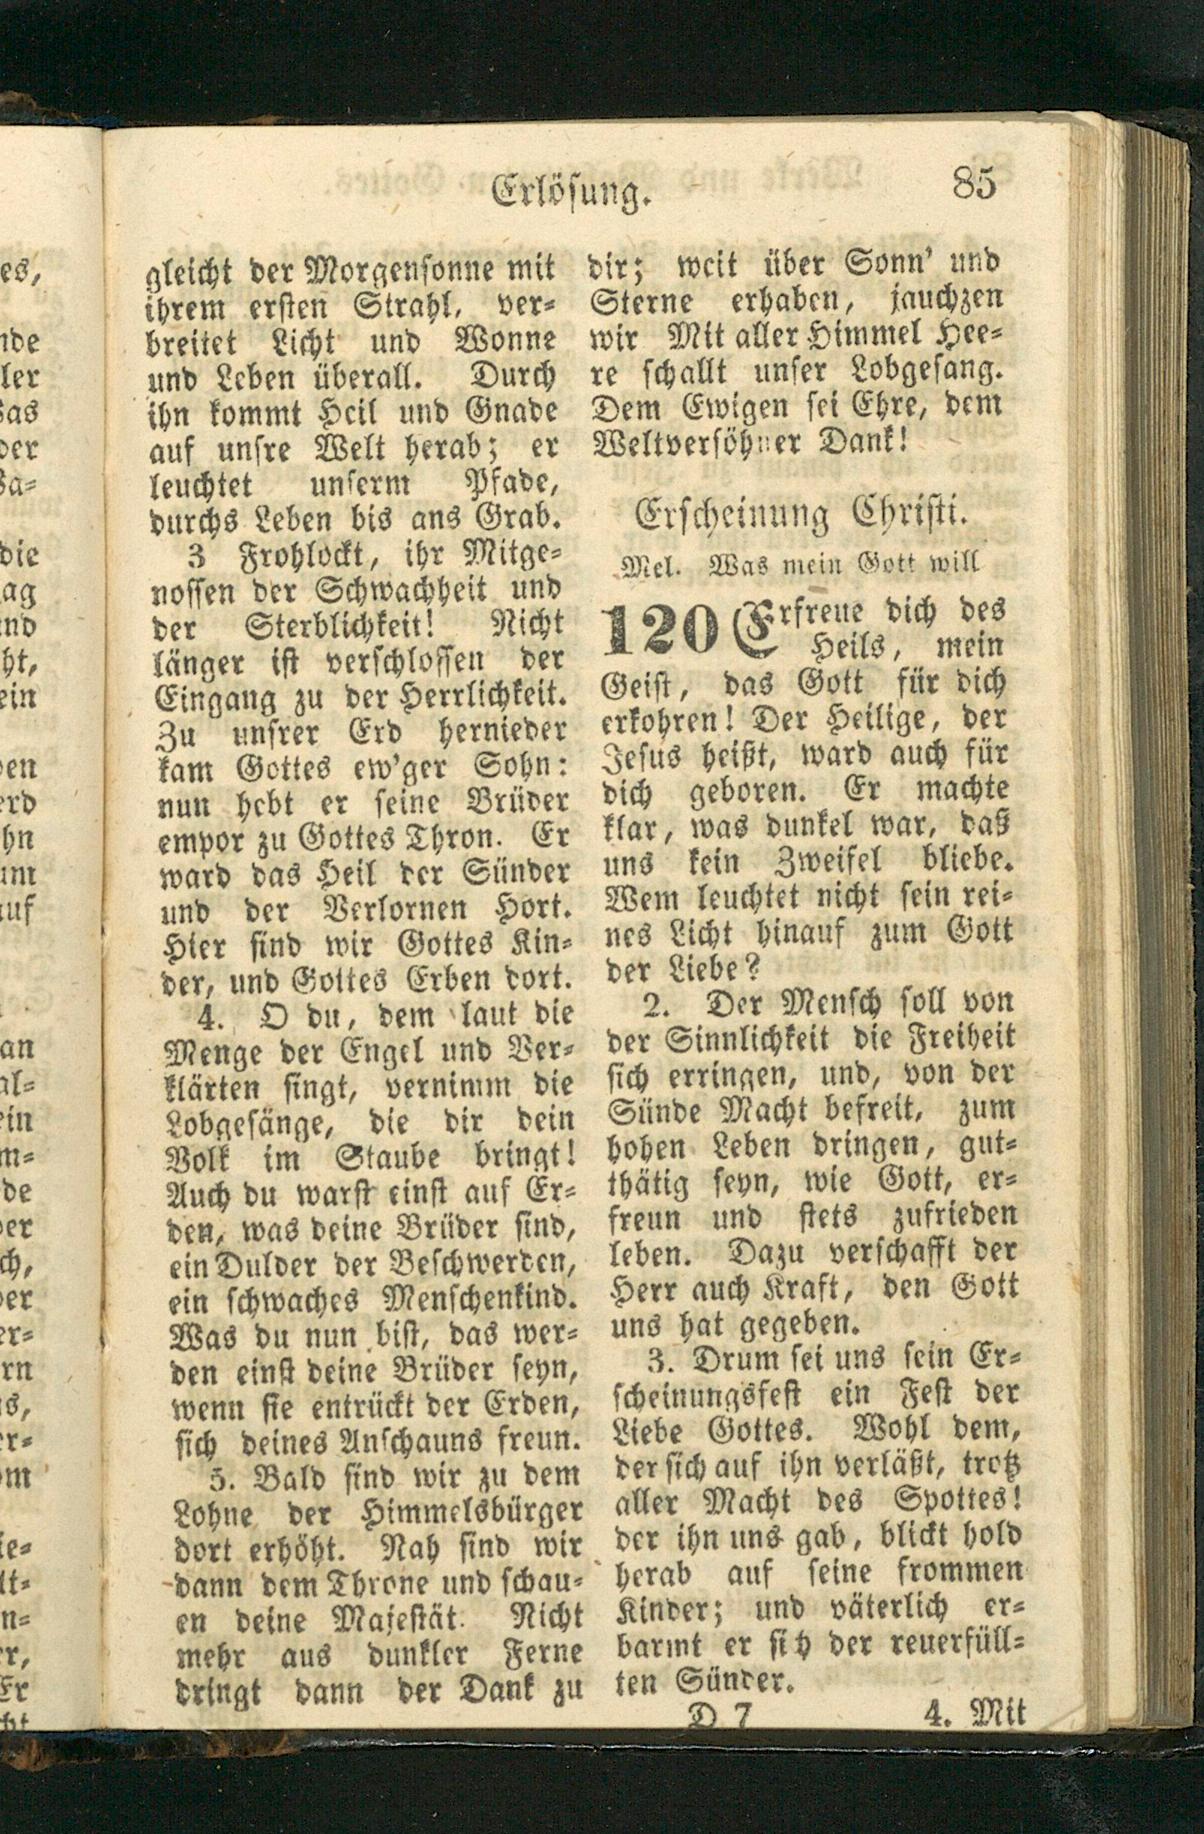 Erlösung.
85
gleicht der Morgensonne mit
ihrem ersten Strahl, ver-
breitet Licht und Wonne
und Leben überall. Durch
ihn kommt Heil und Gnade
auf unsre Welt herab; er
leuchtet unserm Pfade,
durchs Leben bis ans Grab.
3 Frohlockt, ihr Mitge-
nossen der Schwachheit und
der Sterblichkeit! Nicht
länger ist verschlossen der
Eingang zu der Herrlichkeit.
Zu unsrer Erd hernieder
kam Gottes ew'ger Sohn:
nun hebt er seine Brüder
empor zu Gottes Thron. Er
ward das Heil der Sünder
und der Verlornen Hort.
Hier sind wir Gottes Kin-
der, und Gottes Erben dort.
4. O du, dem laut die
Menge der Engel und Ver-
klärten singt, vernimm die
Lobgesänge, die dir dein
Volk im Staube bringt!
Auch du warst einst auf Er-
den, was deine Brüder sind,
ein Dulder der Beschwerden,
ein schwaches Menschenkind.
Was du nun bist, das wer-
den einst deine Brüder seyn,
wenn sie entrückt der Erden,
sich deines Anschauns freun.
5. Bald sind wir zu dem
Lohne der Himmelsbürger
dort erhöht. Nah sind wir
dann dem Throne und schau-
en deine Majestät. Nicht
mehr aus dunkler Ferne
dringt dann der Dank zu
dir; weit über Sonn' und
Sterne erhaben, jauchzen
wir Mit aller Himmel Hee-
re schallt unser Lobgesang.
Dem Ewigen sei Ehre, dem
Weltversöhner Dank!
Erscheinung Christi.
Mel. Was mein Gott will
120 Erfreue dich des
Heils, mein
Geist, das Gott für dich
erkohren! Der Heilige, der
Jesus heißt, ward auch für
dich geboren. Er machte
klar, was dunkel war, daß
uns kein Zweifel bliebe.
Wem leuchtet nicht sein rei-
nes Licht hinauf zum Gott
der Liebe?
2. Der Mensch soll von
der Sinnlichkeit die Freiheit
sich erringen, und, von der
Sünde Macht befreit, zum
hohen Leben dringen, gut-
thätig seyn, wie Gott, er-
freun und stets zufrieden
leben. Dazu verschafft der
Herr auch Kraft, den Gott
uns hat gegeben.
3. Drum sei uns sein Er-
scheinungsfest ein Fest der
Liebe Gottes. Wohl dem,
der sich auf ihn verläßt, trotz
aller Macht des Spottes!
der ihn uns gab, blickt hold
herab auf seine frommen
Kinder; und väterlich er-
barmt er sich der reuerfüll-
ten Sünder.
D 7
4. Mit